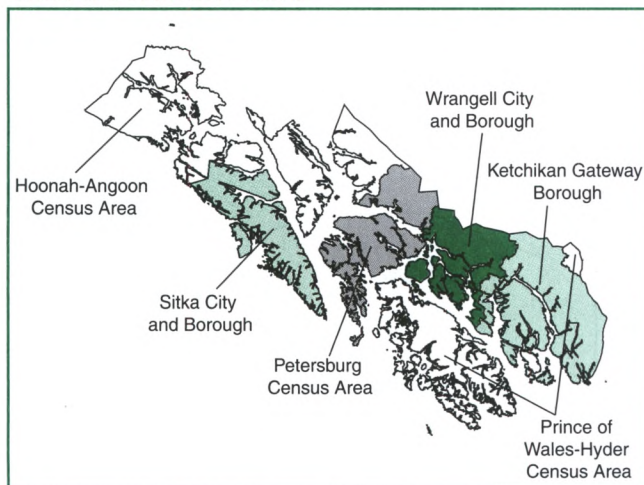 Wrangell City
and Borough
Ketchikan Gateway
Borough
Hoonah-Angoon
Census Area
Sitka City
and Borough
Petersburg
Census Area
Prince of
Wales-Hyder
Census Area